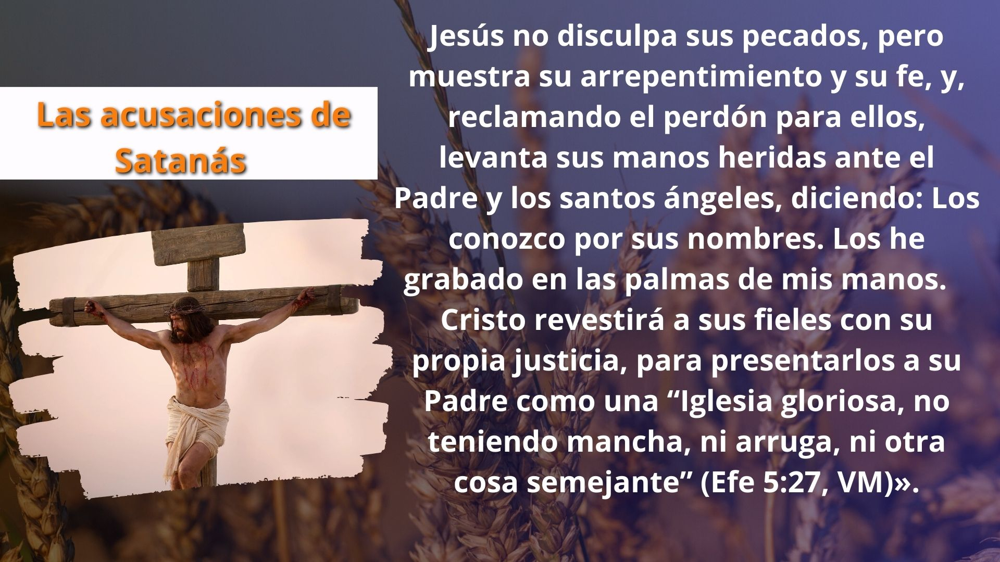 Las acusaciones de
Satanás
Jesús no disculpa sus pecados, pero
muestra su arrepentimiento y su fe, y,
reclamando el perdón para ellos,
levanta sus manos heridas ante el
Padre y los santos ángeles, diciendo: Los
conozco por sus nombres. Los he
grabado en las palmas de mis manos.
Cristo revestirá a sus fieles con su
propia justicia, para presentarlos a su
Padre como una “Iglesia gloriosa, no
teniendo mancha, ni arruga, ni otra
cosa semejante” (Efe 5:27, VM)».